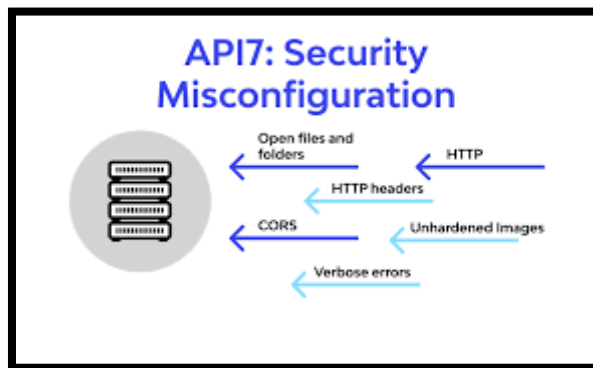 API7: Security
Misconfiguration
Open files and
folders
HTTP
HTTP headers
CORS
Unhardened Images
Verbose errors